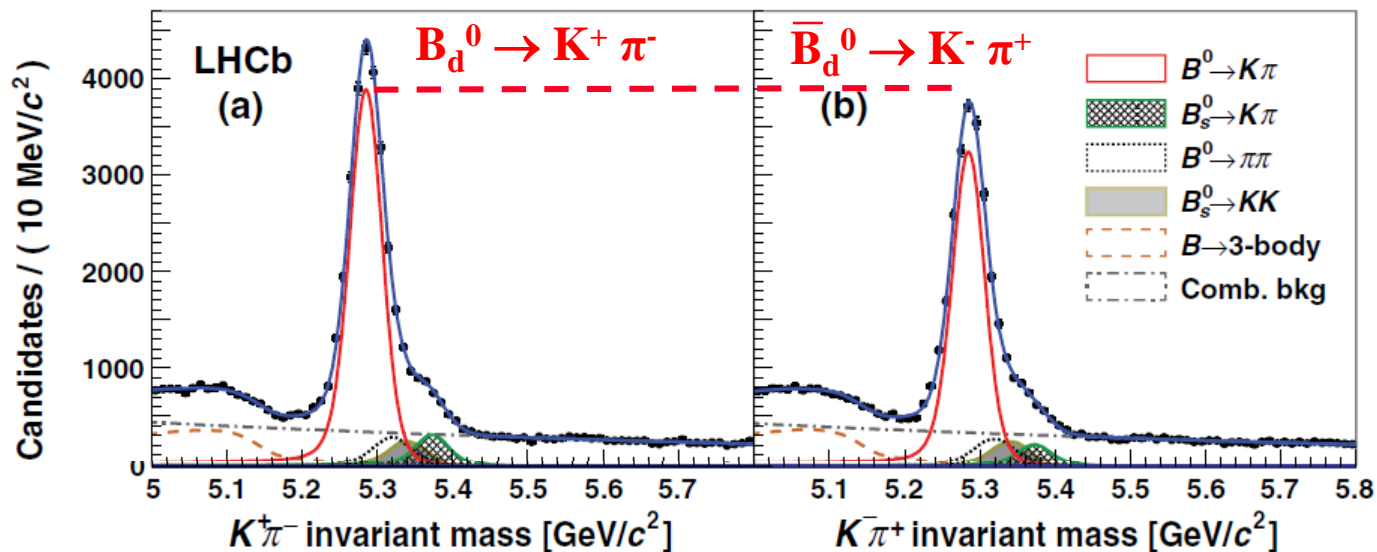 B_d^0 → K^+ π^-
B̅_d^0 → K^- π^+
LHCb
(a)
(b)
B^0→Kπ
B_s^0→Kπ
B^0→ππ
B_s^0→KK
B→3-body
Comb. bkg
Candidates / ( 10 MeV/c^2 )
4000
3000
2000
1000
0
5 5.1 5.2 5.3 5.4 5.5 5.6 5.7
5.1 5.2 5.3 5.4 5.5 5.6 5.7 5.8
K^+π^- invariant mass [GeV/c^2]
K^-π^+ invariant mass [GeV/c^2]